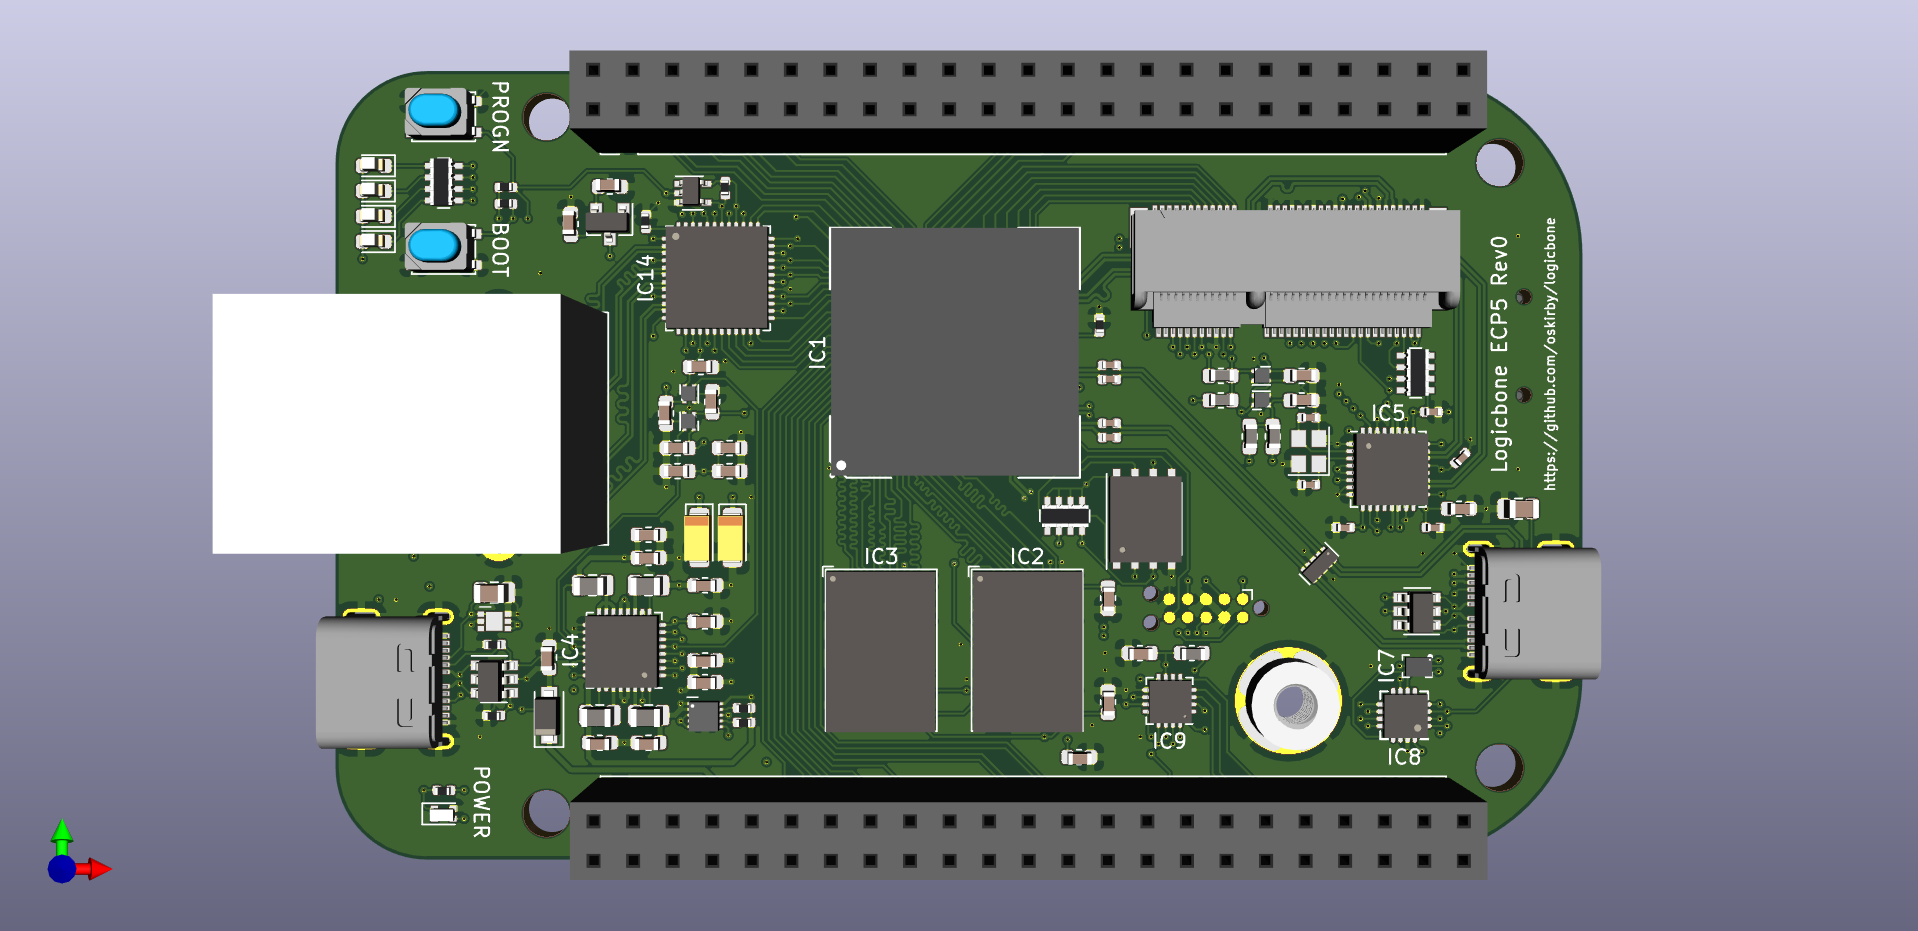 PROGN
BOOT
IC14
IC1
IC5
Logicbone ECP5 Rev0
https://github.com/oskirby/logicbone
IC3
IC2
IC4
IC7
IC9
IC8
POWER